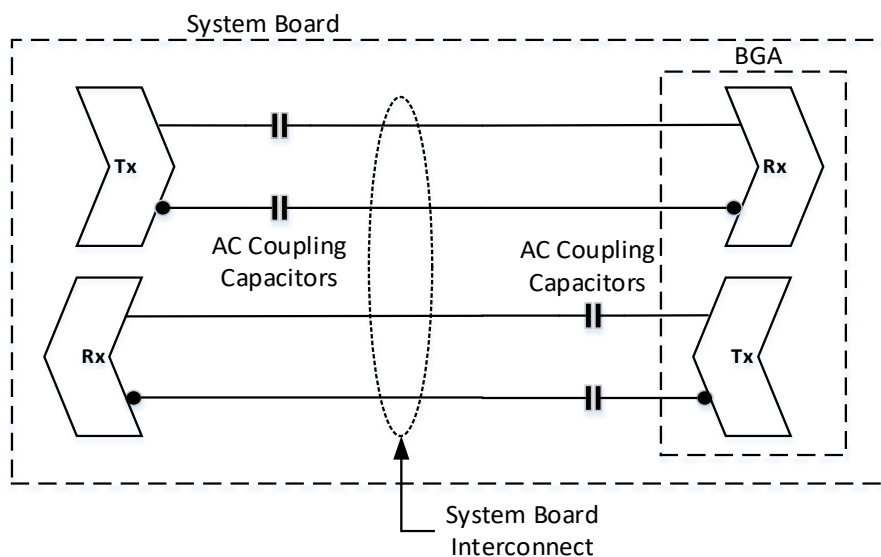 System Board
BGA
Tx
Rx
AC Coupling
Capacitors
AC Coupling
Capacitors
Rx
Tx
System Board
Interconnect